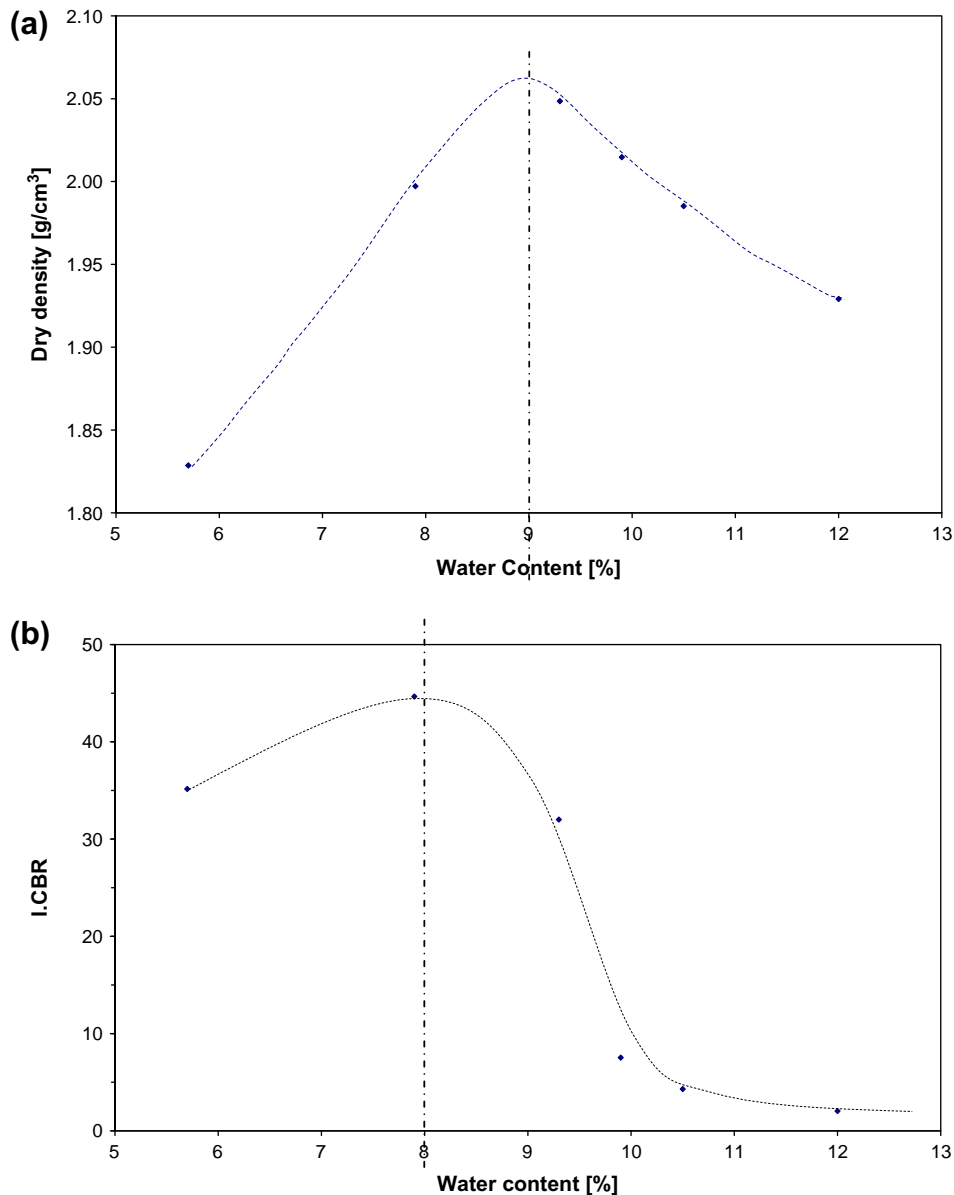 (a)
2.10
2.05
2.00
1.95
1.90
1.85
1.80
Dry density [g/cm³]
5 6 7 8 9 10 11 12 13
Water Content [%]
(b)
50
40
30
20
10
0
I.CBR
5 6 7 8 9 10 11 12 13
Water content [%]